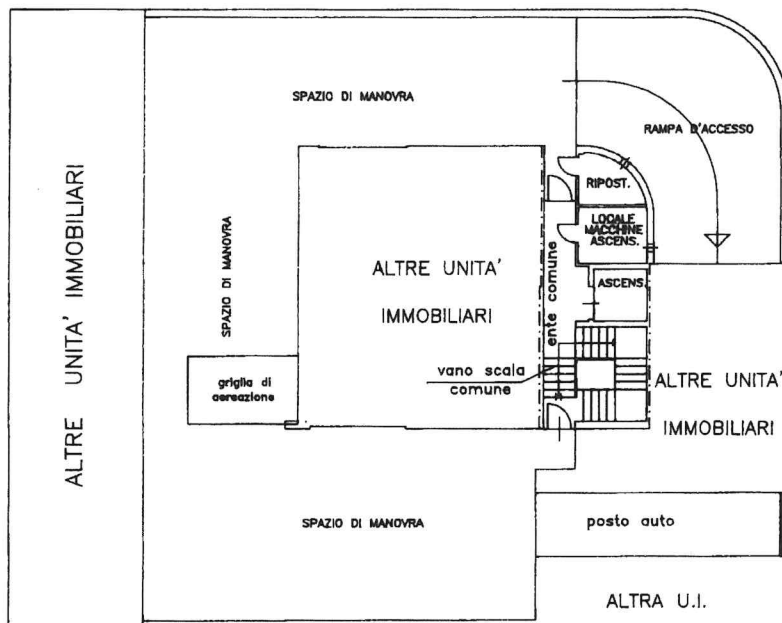 SPAZIO DI MANOVRA
RAMPA D'ACCESSO
ALTRE UNITA' IMMOBILIARI
SPAZIO DI MANOVRA
RIPOST.
LOCALE
MACCHINE
ASCENS.
ALTRE UNITA'
IMMOBILIARI
ente comune
ASCENS.
vano scala
comune
griglia di
aereazione
ALTRE UNITA'
IMMOBILIARI
SPAZIO DI MANOVRA
posto auto
ALTRA U.I.